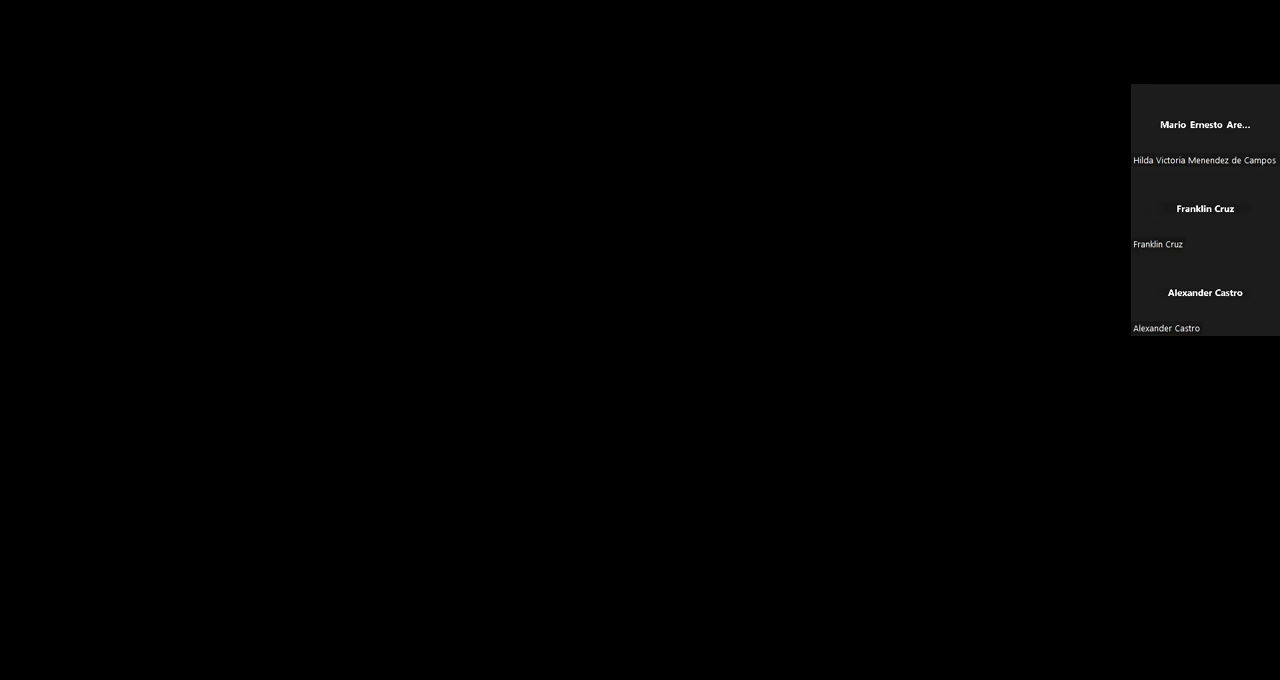 Mario Ernesto Are...
Hilda Victoria Menendez de Campos
Franklin Cruz
Franklin Cruz
Alexander Castro
Alexander Castro